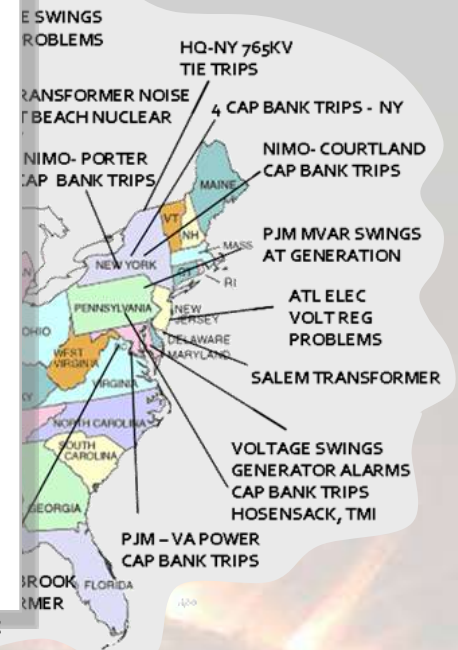 E SWINGS
ROBLEMS
HQ-NY 765KV
TIE TRIPS
RANSFORMER NOISE
T BEACH NUCLEAR
4 CAP BANK TRIPS - NY
NIMO- PORTER
CAP BANK TRIPS
NIMO- COURTLAND
CAP BANK TRIPS
MAINE
VT
NH
MASS
NEW YORK
CT
RI
PJM MVAR SWINGS
AT GENERATION
PENNSYLVANIA
NEW
JERSEY
ATL ELEC
VOLT REG
PROBLEMS
OHIO
DELAWARE
MARYLAND
WEST
VIRGINIA
DC
SALEM TRANSFORMER
VIRGINIA
KY
NORTH CAROLINA
SOUTH
CAROLINA
VOLTAGE SWINGS
GENERATOR ALARMS
CAP BANK TRIPS
HOSENSACK, TMI
GEORGIA
PJM – VA POWER
CAP BANK TRIPS
BROOK
RMER
FLORIDA